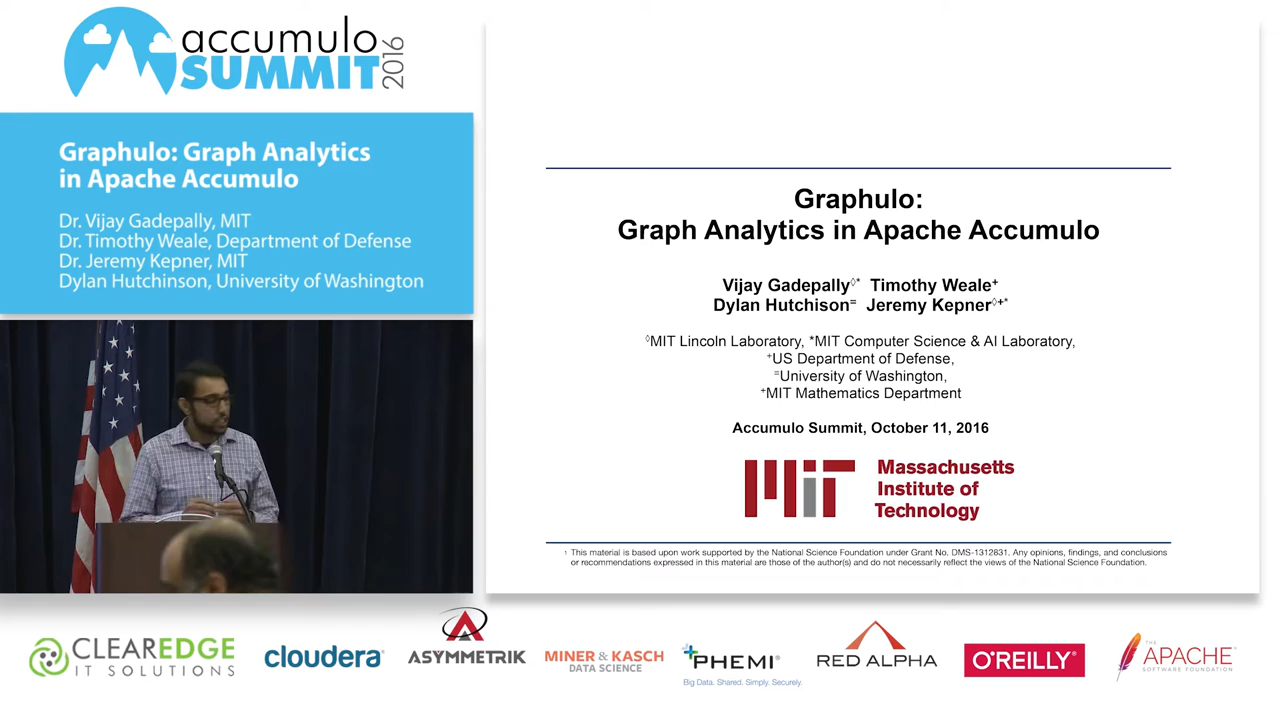 accumulo
SUMMIT 2016
Graphulo: Graph Analytics
in Apache Accumulo
Dr. Vijay Gadepally, MIT
Dr. Timothy Weale, Department of Defense
Dr. Jeremy Kepner, MIT
Dylan Hutchinson, University of Washington
Graphulo:
Graph Analytics in Apache Accumulo
Vijay Gadepally◊* Timothy Weale+
Dylan Hutchison= Jeremy Kepner◊+*
◊MIT Lincoln Laboratory, *MIT Computer Science & AI Laboratory,
+US Department of Defense,
=University of Washington,
+MIT Mathematics Department
Accumulo Summit, October 11, 2016
Massachusetts
Institute of
Technology
1 This material is based upon work supported by the National Science Foundation under Grant No. DMS-1312831. Any opinions, findings, and conclusions
or recommendations expressed in this material are those of the author(s) and do not necessarily reflect the views of the National Science Foundation.
CLEAREDGE
IT SOLUTIONS
cloudera
ASYMMETRIK
MINER & KASCH
DATA SCIENCE
PHEMI
Big Data. Shared. Simply. Securely.
RED ALPHA
O'REILLY
THE
APACHE
SOFTWARE FOUNDATION